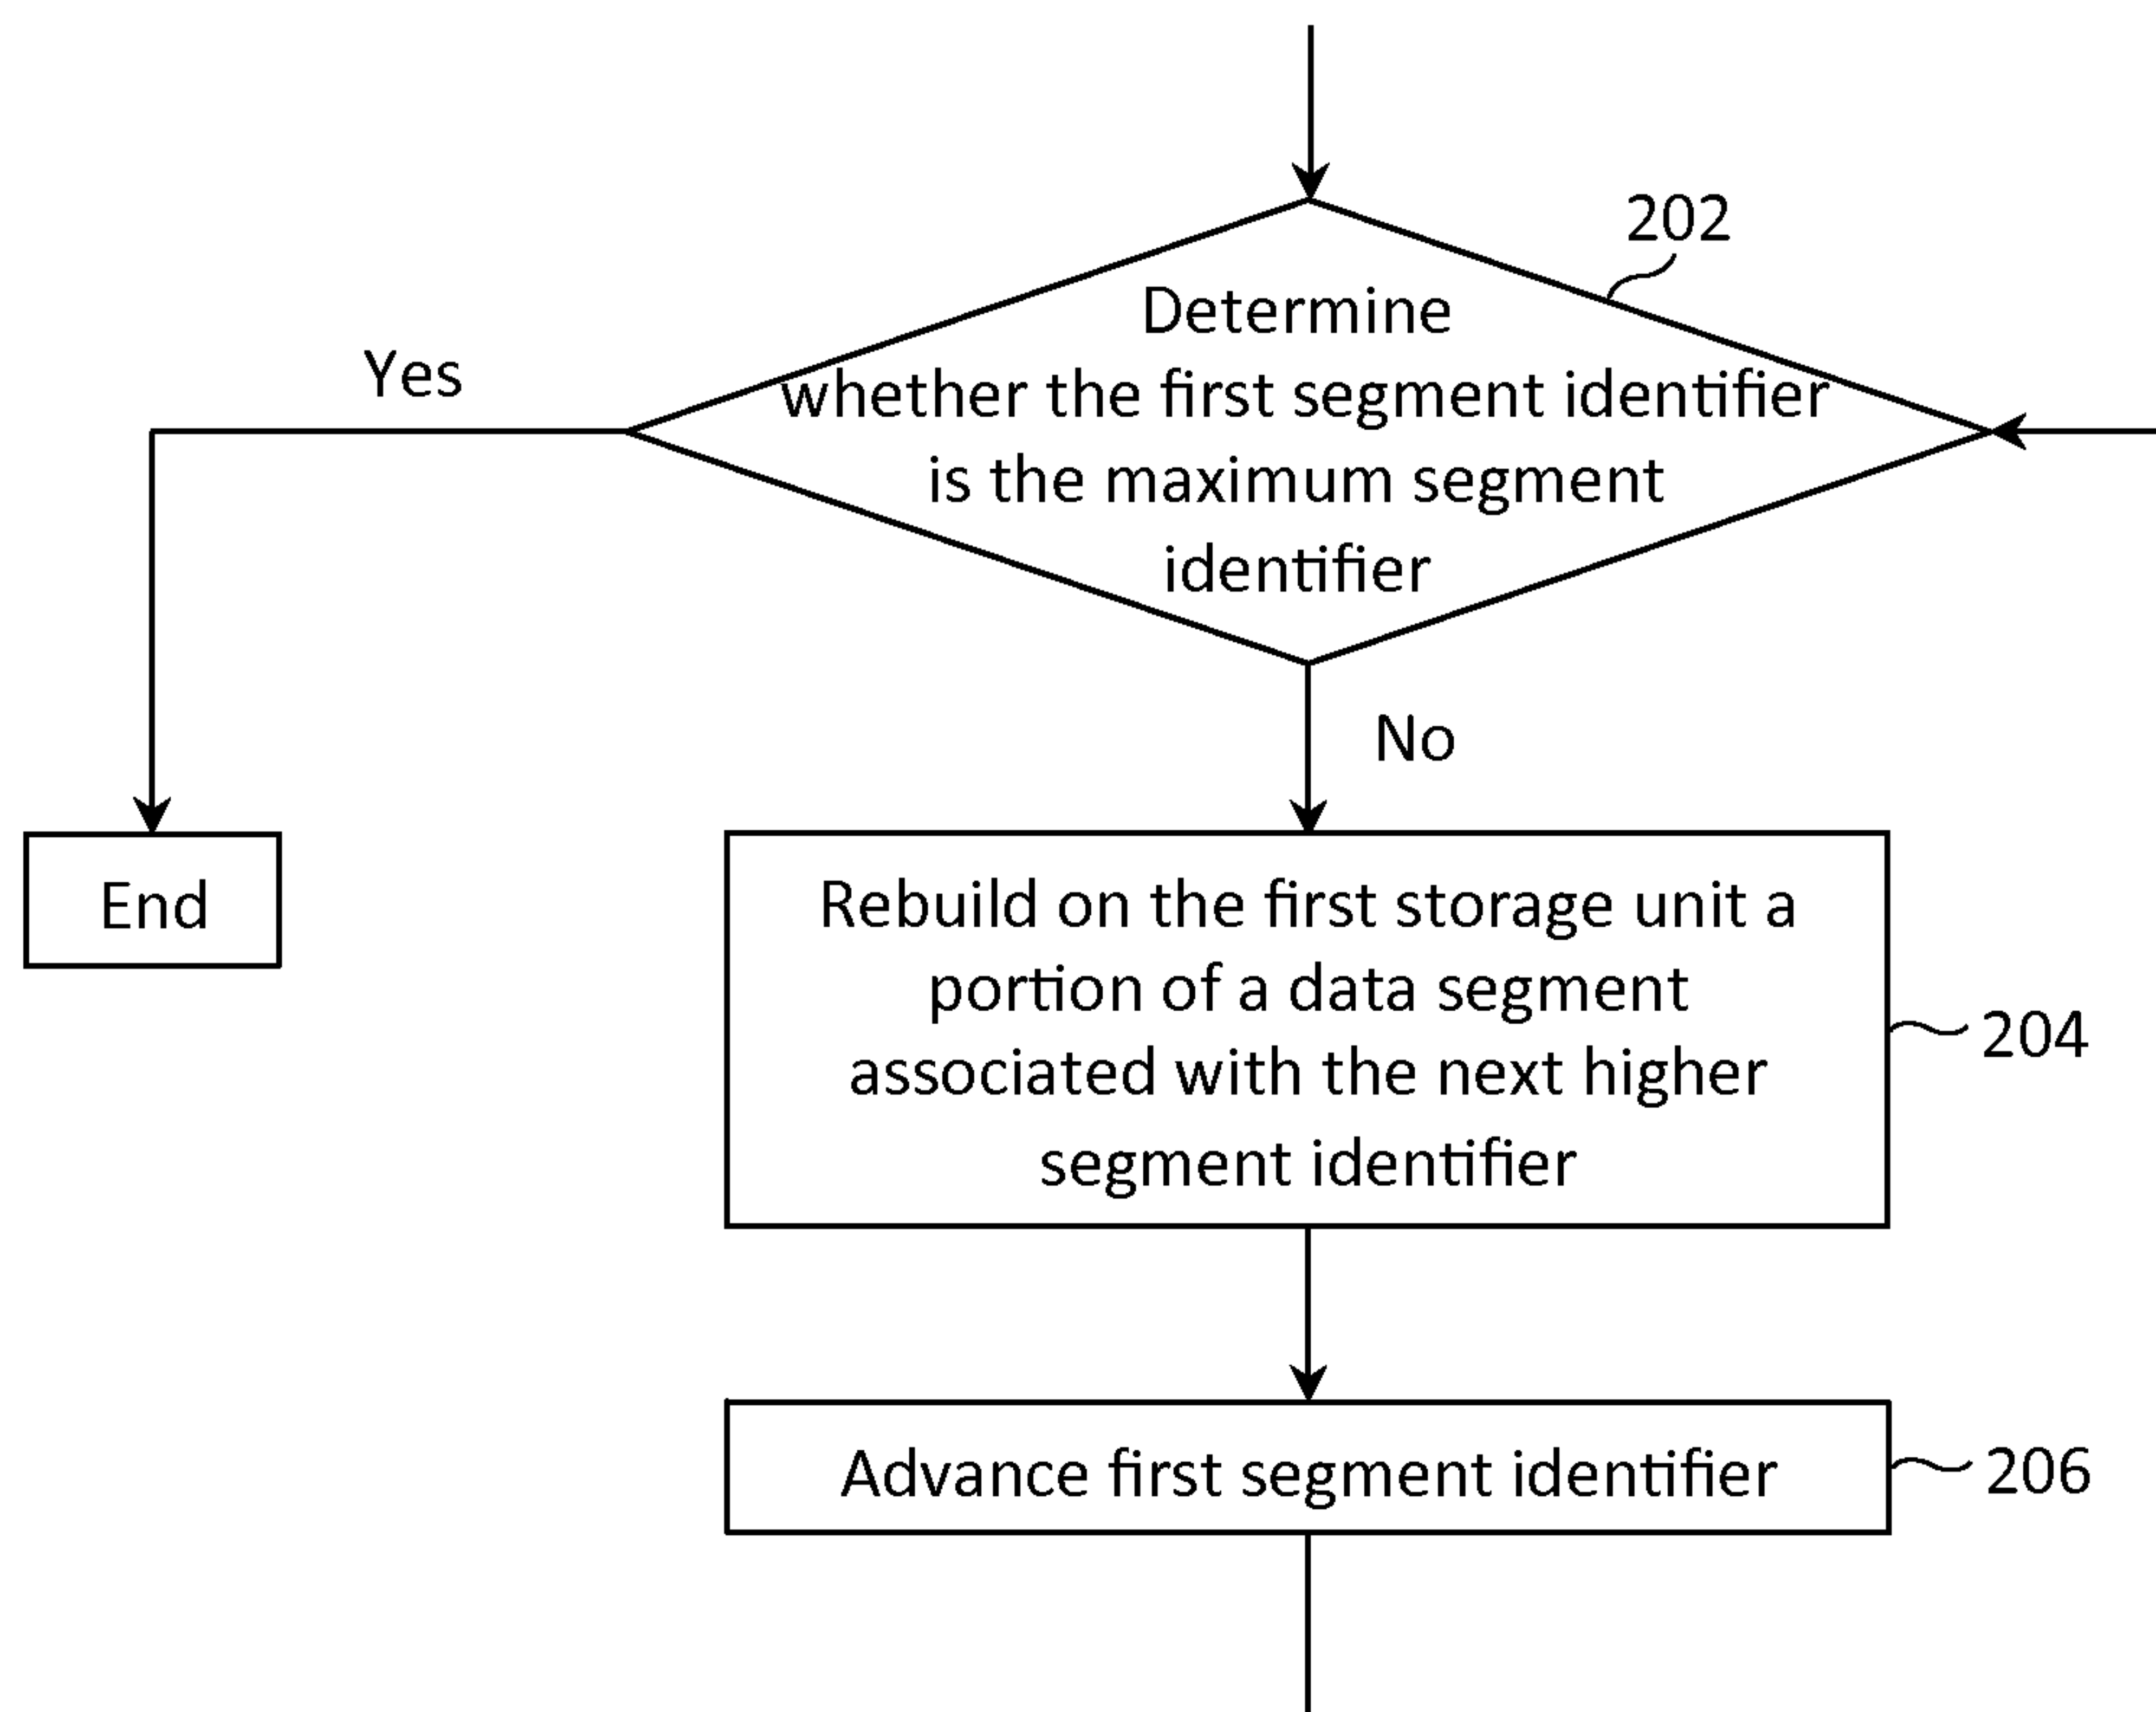 202
Determine
whether the first segment identifier
is the maximum segment
identifier
Yes
No
End
Rebuild on the first storage unit a
portion of a data segment
associated with the next higher
segment identifier
204
Advance first segment identifier
206